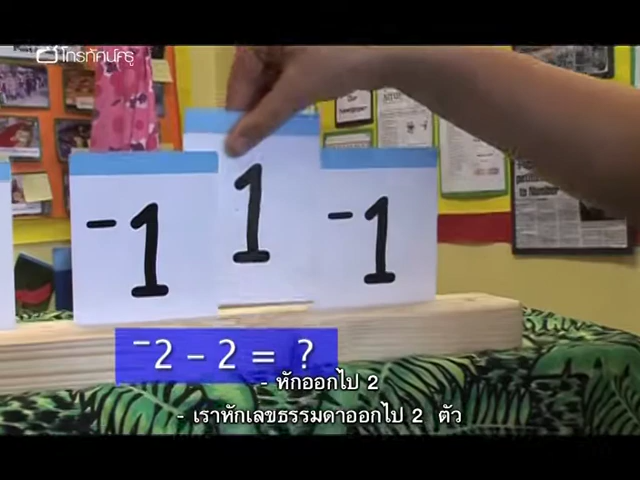 โทรทัศน์ครู
⁻1 1 ⁻1
⁻2 – 2 = ?
- หักออกไป 2
- เราหักเลขธรรมดาออกไป 2 ตัว